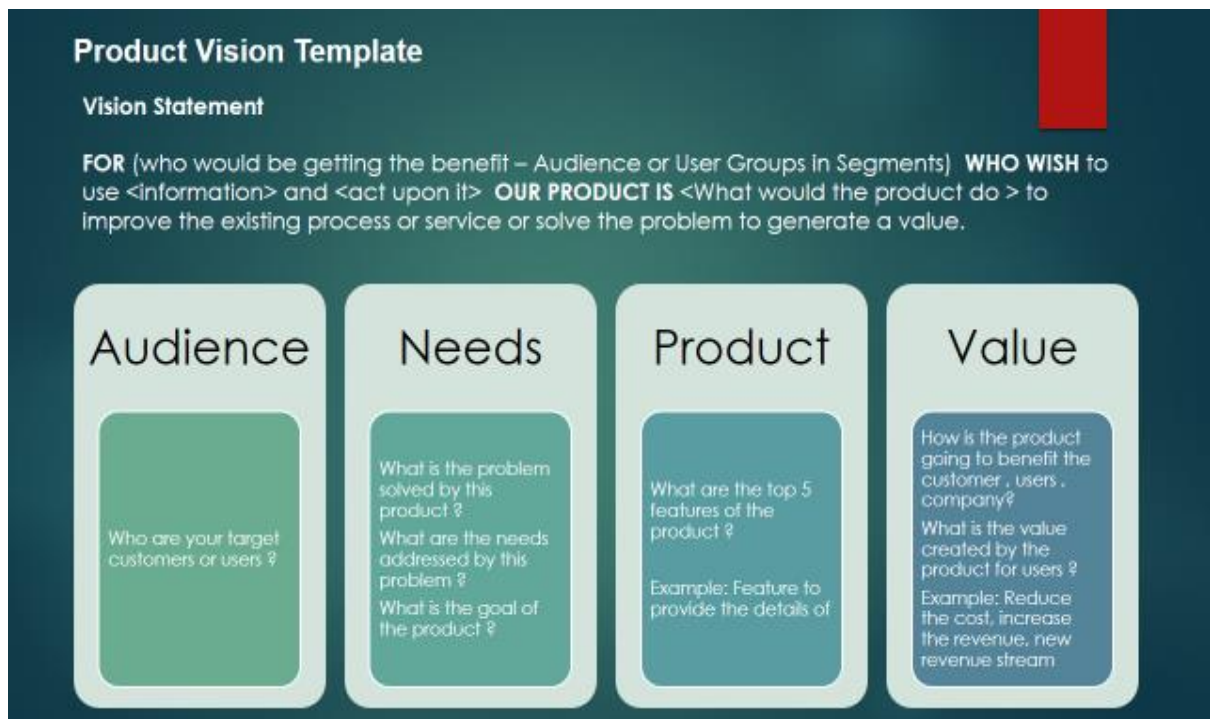 Product Vision Template
Vision Statement
FOR (who would be getting the benefit – Audience or User Groups in Segments) WHO WISH to
use <information> and <act upon it> OUR PRODUCT IS <What would the product do > to
improve the existing process or service or solve the problem to generate a value.
Audience
Who are your target
customers or users ?
Needs
What is the problem
solved by this
product ?
What are the needs
addressed by this
problem ?
What is the goal of
the product ?
Product
What are the top 5
features of the
product ?
Example: Feature to
provide the details of
Value
How is the product
going to benefit the
customer , users ,
company?
What is the value
created by the
product for users ?
Example: Reduce
the cost, increase
the revenue, new
revenue stream